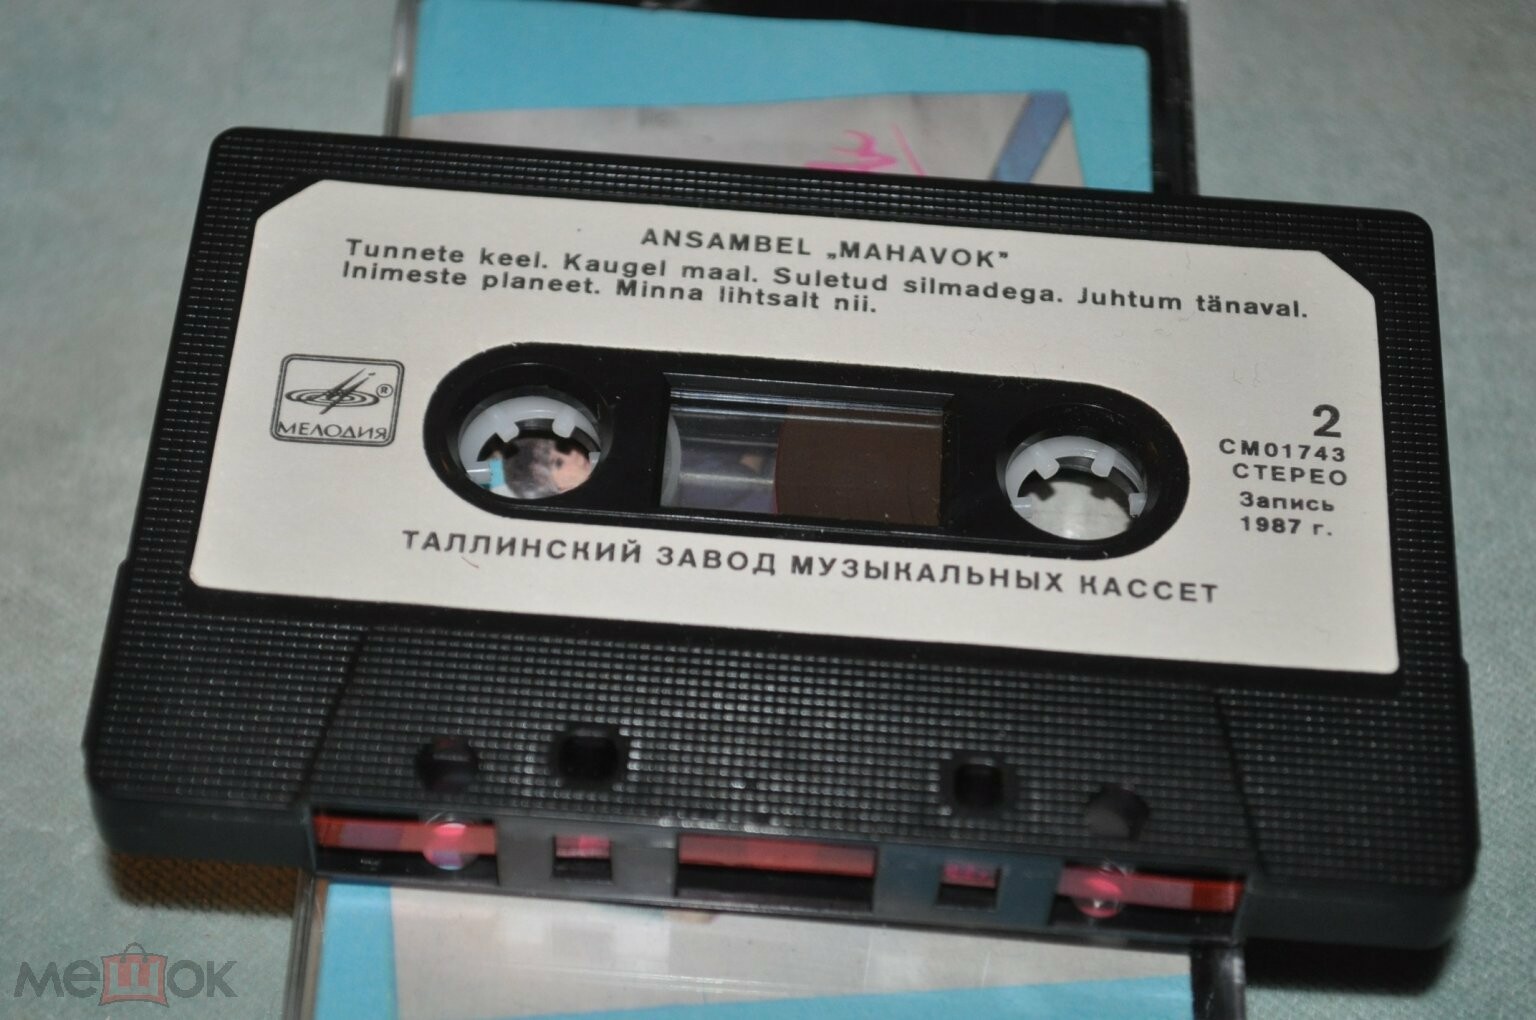 ANSAMBEL „MAHAVOK”
Tunnete keel. Kaugel maal. Suletud silmadega. Juhtum tänaval.
Inimeste planeet. Minna lihtsalt nii.
МЕЛОДИЯ ®
2
СМ01743
СТЕРЕО
Запись
1987 г.
ТАЛЛИНСКИЙ ЗАВОД МУЗЫКАЛЬНЫХ КАССЕТ
мешок